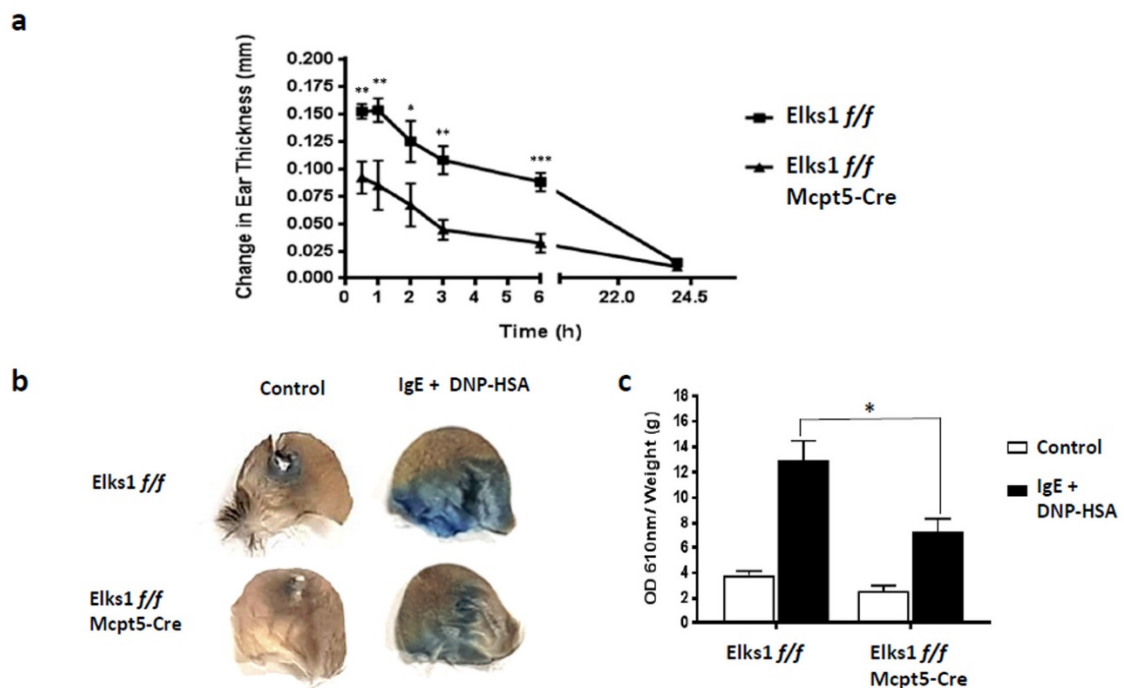 a
Change in Ear Thickness (mm)
0.200
0.175
0.150
0.125
0.100
0.075
0.050
0.025
0.000
** ** * ** ***
0 1 2 3 6 22.0 24.5
Time (h)
Elks1 f/f
Elks1 f/f
Mcpt5-Cre
b
Control IgE + DNP-HSA
Elks1 f/f
Elks1 f/f
Mcpt5-Cre
c
OD 610nm/ Weight (g)
18
16
14
12
10
8
6
4
2
0
*
Control
IgE +
DNP-HSA
Elks1 f/f Elks1 f/f
Mcpt5-Cre